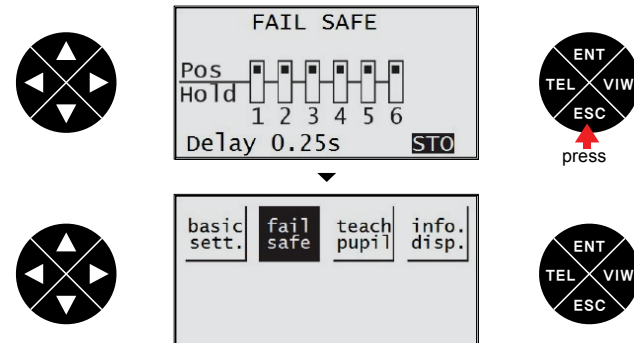 FAIL SAFE
Pos
Hold
1 2 3 4 5 6
Delay 0.25s STO
ENT
TEL VIW
ESC
press
basic sett.
fail safe
teach pupil
info. disp.
ENT
TEL VIW
ESC